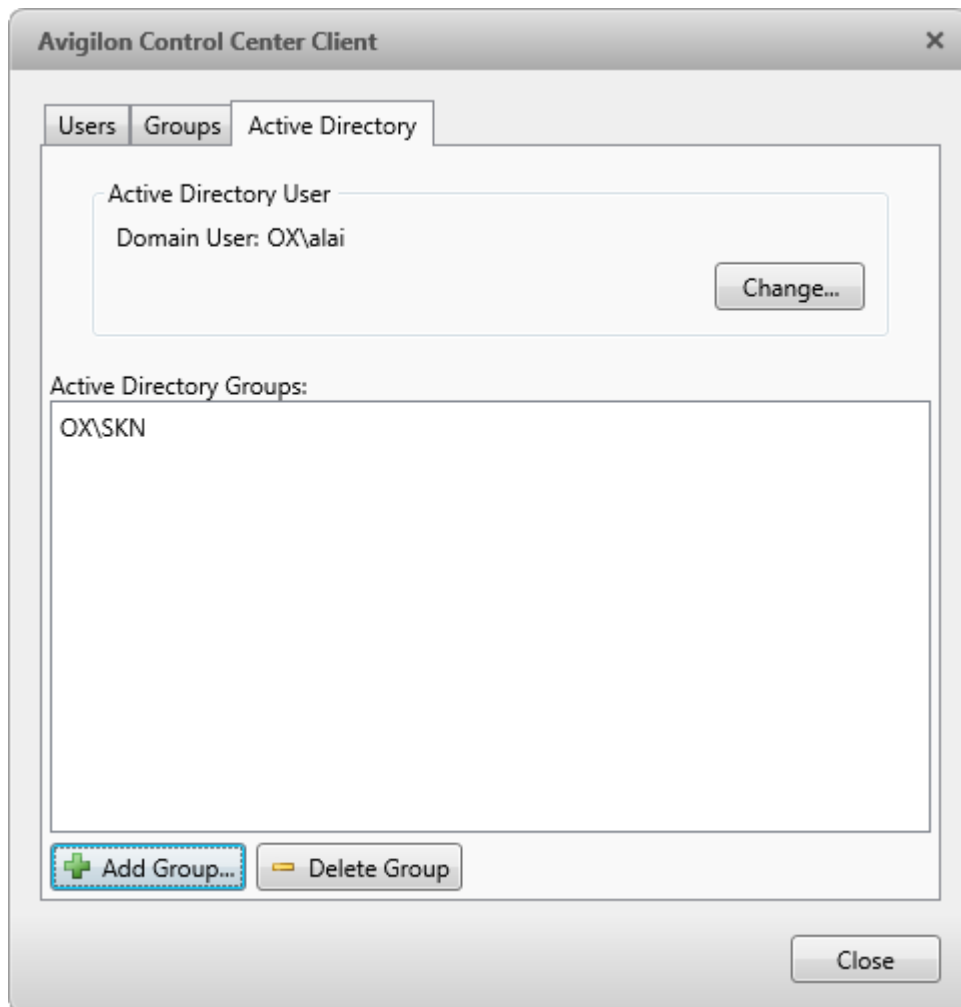 Avigilon Control Center Client
Users Groups Active Directory
Active Directory User
Domain User: OX\alai
Change...
Active Directory Groups:
OX\SKN
Add Group... Delete Group
Close